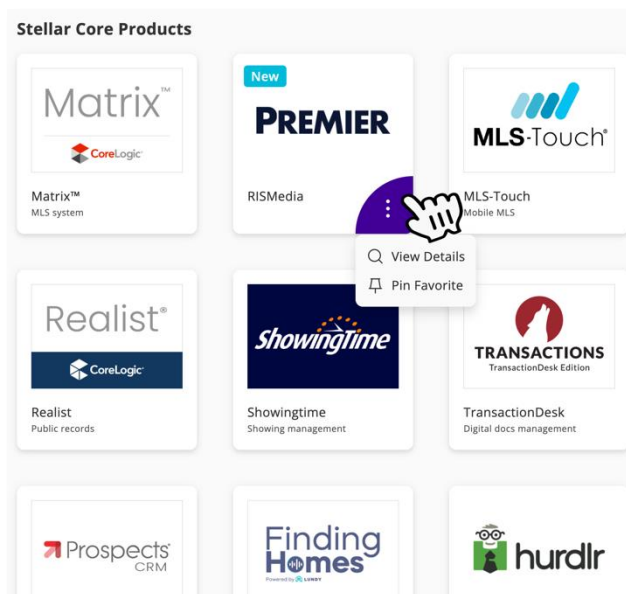 Stellar Core Products
Matrix™
CoreLogic®
Matrix™
MLS system
New
PREMIER
RISMedia
MLS-Touch®
MLS-Touch
Mobile MLS
View Details
Pin Favorite
Realist®
CoreLogic®
Realist
Public records
ShowingTime
Showingtime
Showing management
TRANSACTIONS
TransactionDesk Edition
TransactionDesk
Digital docs management
Prospects®
CRM
Finding
Homes™
Powered by LUNDY
hurdlr